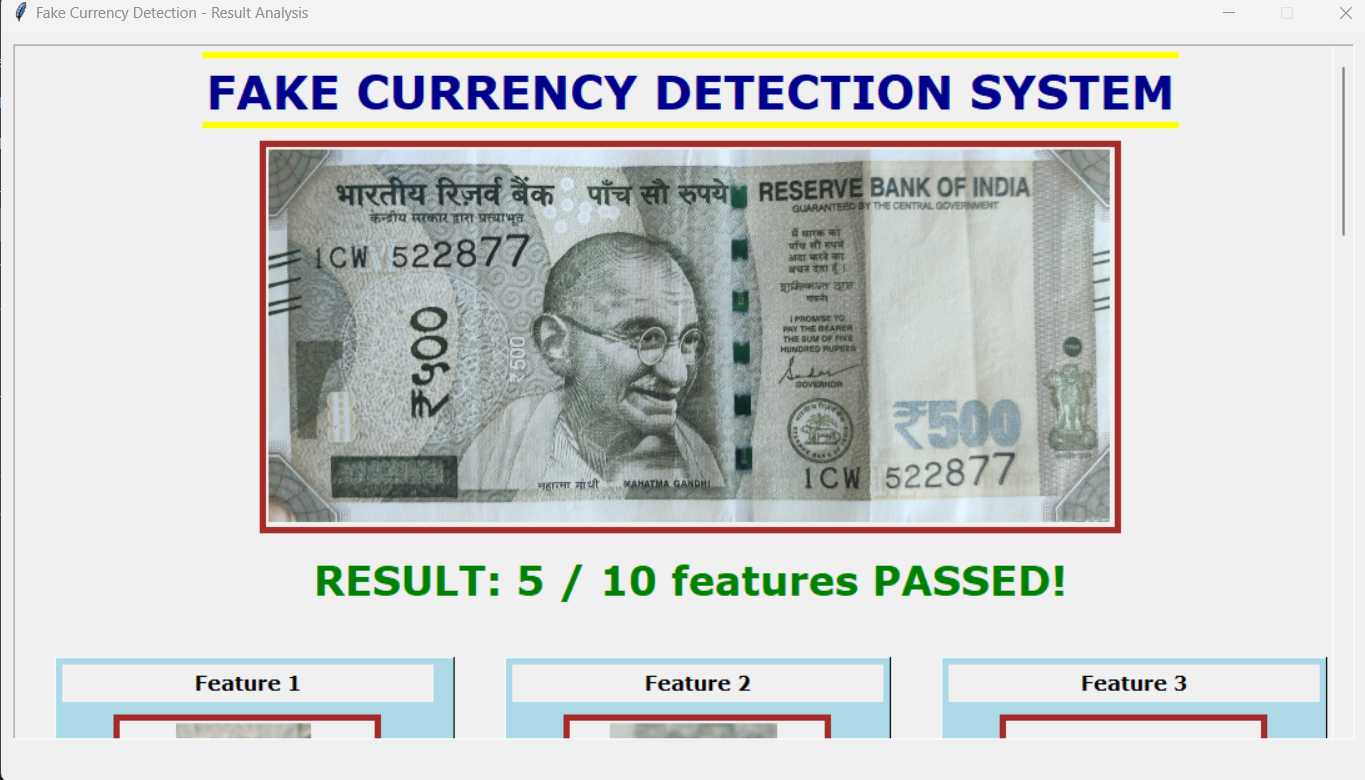 Fake Currency Detection - Result Analysis
FAKE CURRENCY DETECTION SYSTEM
भारतीय रिज़र्व बैंक
पाँच सौ रुपये
RESERVE BANK OF INDIA
केन्द्रीय सरकार द्वारा प्रत्याभूत
GUARANTEED BY THE CENTRAL GOVERNMENT
1CW 522877
मैं धारक को
पाँच सौ रुपये
अदा करने का
वचन देता हूँ ।
I PROMISE TO
PAY THE BEARER
THE SUM OF FIVE
HUNDRED RUPEES
GOVERNOR
₹५००
₹500
₹500
1CW 522877
महात्मा गांधी
MAHATMA GANDHI
RESULT: 5 / 10 features PASSED!
Feature 1
Feature 2
Feature 3